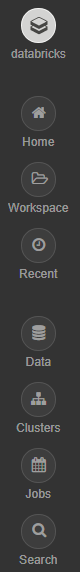 databricks
Home
Workspace
Recent
Data
Clusters
Jobs
Search